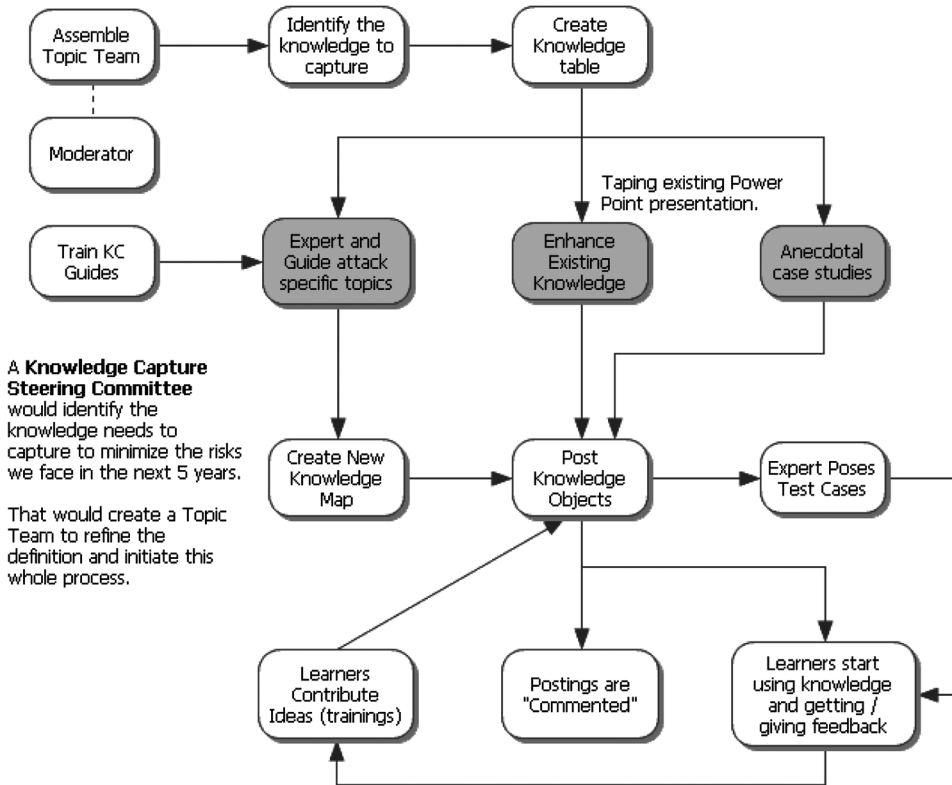 Assemble
Topic Team
Identify the
knowledge to
capture
Create
Knowledge
table
Moderator
Taping existing Power
Point presentation.
Train KC
Guides
Expert and
Guide attack
specific topics
Enhance
Existing
Knowledge
Anecdotal
case studies
A Knowledge Capture
Steering Committee
would identify the
knowledge needs to
capture to minimize the risks
we face in the next 5 years.
That would create a Topic
Team to refine the
definition and initiate this
whole process.
Create New
Knowledge
Map
Post
Knowledge
Objects
Expert Poses
Test Cases
Learners
Contribute
Ideas (trainings)
Postings are
"Commented"
Learners start
using knowledge
and getting /
giving feedback